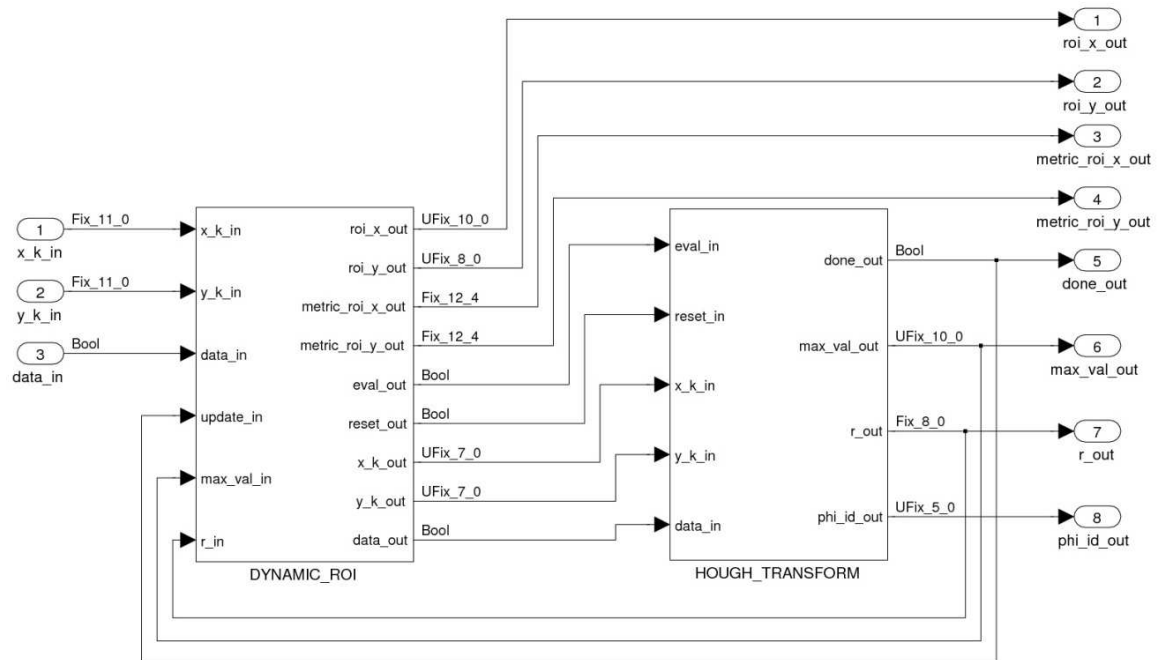 1
roi_x_out
2
roi_y_out
3
metric_roi_x_out
4
metric_roi_y_out
5
done_out
6
max_val_out
7
r_out
8
phi_id_out
1
Fix_11_0
x_k_in
2
Fix_11_0
y_k_in
3
Bool
data_in
x_k_in
y_k_in
data_in
update_in
max_val_in
r_in
roi_x_out
UFix_10_0
roi_y_out
UFix_8_0
metric_roi_x_out
Fix_12_4
metric_roi_y_out
Fix_12_4
eval_out
Bool
reset_out
Bool
x_k_out
UFix_7_0
y_k_out
UFix_7_0
data_out
Bool
DYNAMIC_ROI
eval_in
reset_in
x_k_in
y_k_in
data_in
done_out
Bool
max_val_out
UFix_10_0
r_out
Fix_8_0
phi_id_out
UFix_5_0
HOUGH_TRANSFORM